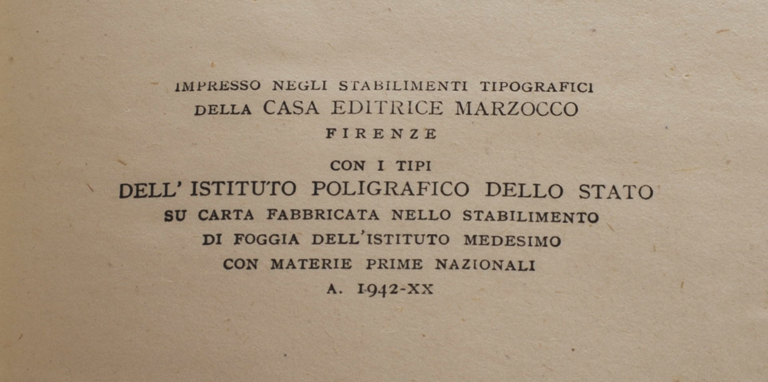 IMPRESSO NEGLI STABILIMENTI TIPOGRAFICI
DELLA CASA EDITRICE MARZOCCO
FIRENZE
CON I TIPI
DELL' ISTITUTO POLIGRAFICO DELLO STATO
SU CARTA FABBRICATA NELLO STABILIMENTO
DI FOGGIA DELL'ISTITUTO MEDESIMO
CON MATERIE PRIME NAZIONALI
A. 1942-XX